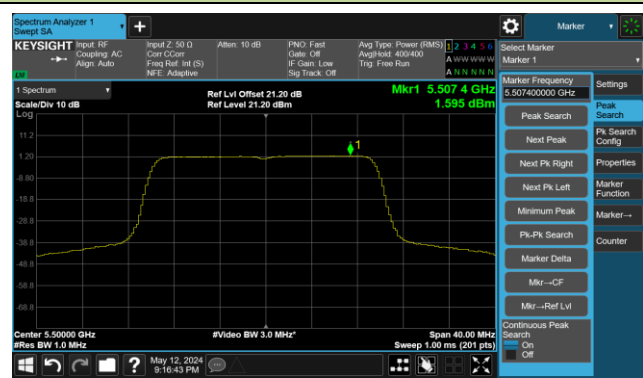 Spectrum Analyzer 1
Swept SA
Marker
KEYSIGHT
Input: RF
Coupling: AC
Align: Auto
Input Z: 50 Ω
Corr CCorr
Freq Ref: Int (S)
NFE: Adaptive
Atten: 10 dB
PNO: Fast
Gate: Off
IF Gain: Low
Sig Track: Off
Avg Type: Power (RMS)
Avg|Hold: 400/400
Trig: Free Run
1 2 3 4 5 6
A W W W W W
A N N N N N
Select Marker
Marker 1
1 Spectrum
Scale/Div 10 dB
Log
Ref Lvl Offset 21.20 dB
Ref Level 21.20 dBm
Mkr1 5.507 4 GHz
1.595 dBm
11.2
1.20
-8.80
-18.8
-28.8
-38.8
-48.8
-58.8
-68.8
1
Center 5.50000 GHz
#Res BW 1.0 MHz
#Video BW 3.0 MHz*
Span 40.00 MHz
Sweep 1.00 ms (201 pts)
Marker Frequency
5.507400000 GHz
Peak Search
Next Peak
Next Pk Right
Next Pk Left
Minimum Peak
Pk-Pk Search
Marker Delta
Mkr→CF
Mkr→Ref Lvl
Continuous Peak
Search
On
Off
Settings
Peak
Search
Pk Search
Config
Properties
Marker
Function
Marker→
Counter
May 12, 2024
9:16:43 PM